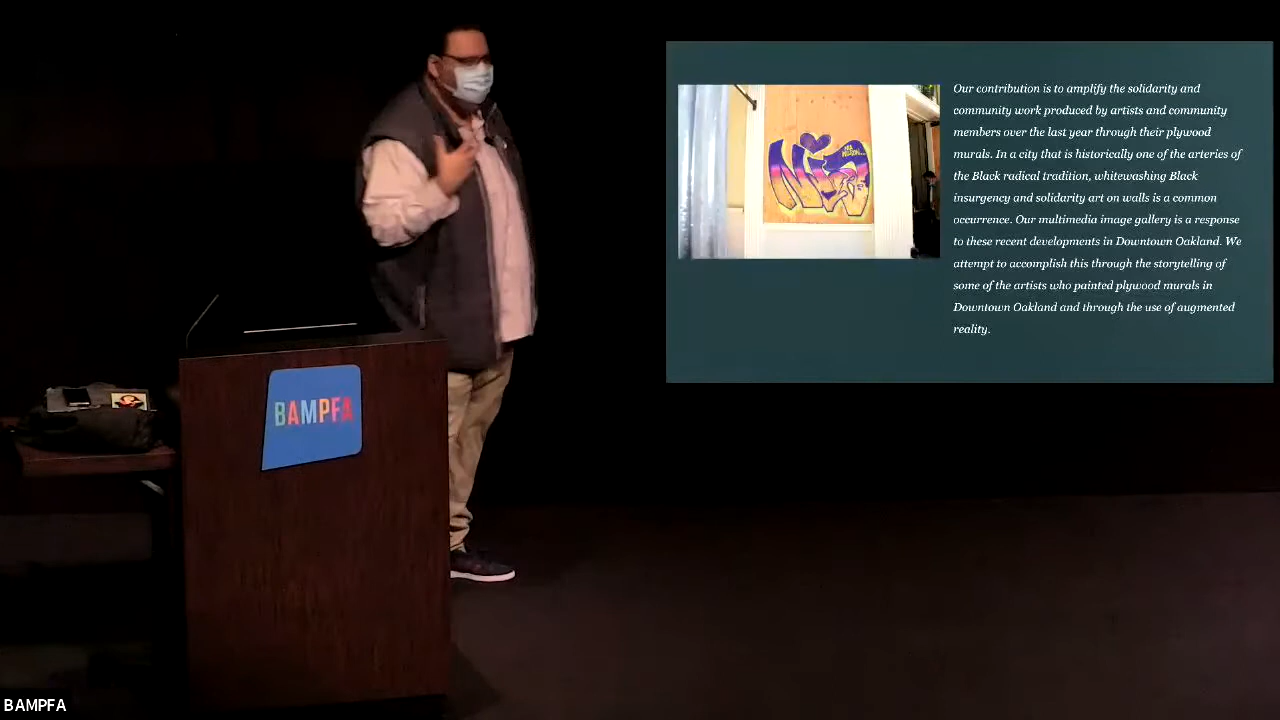 Our contribution is to amplify the solidarity and
community work produced by artists and community
members over the last year through their plywood
murals. In a city that is historically one of the arteries of
the Black radical tradition, whitewashing Black
insurgency and solidarity art on walls is a common
occurrence. Our multimedia image gallery is a response
to these recent developments in Downtown Oakland. We
attempt to accomplish this through the storytelling of
some of the artists who painted plywood murals in
Downtown Oakland and through the use of augmented
reality.
BAMPFA
BAMPFA